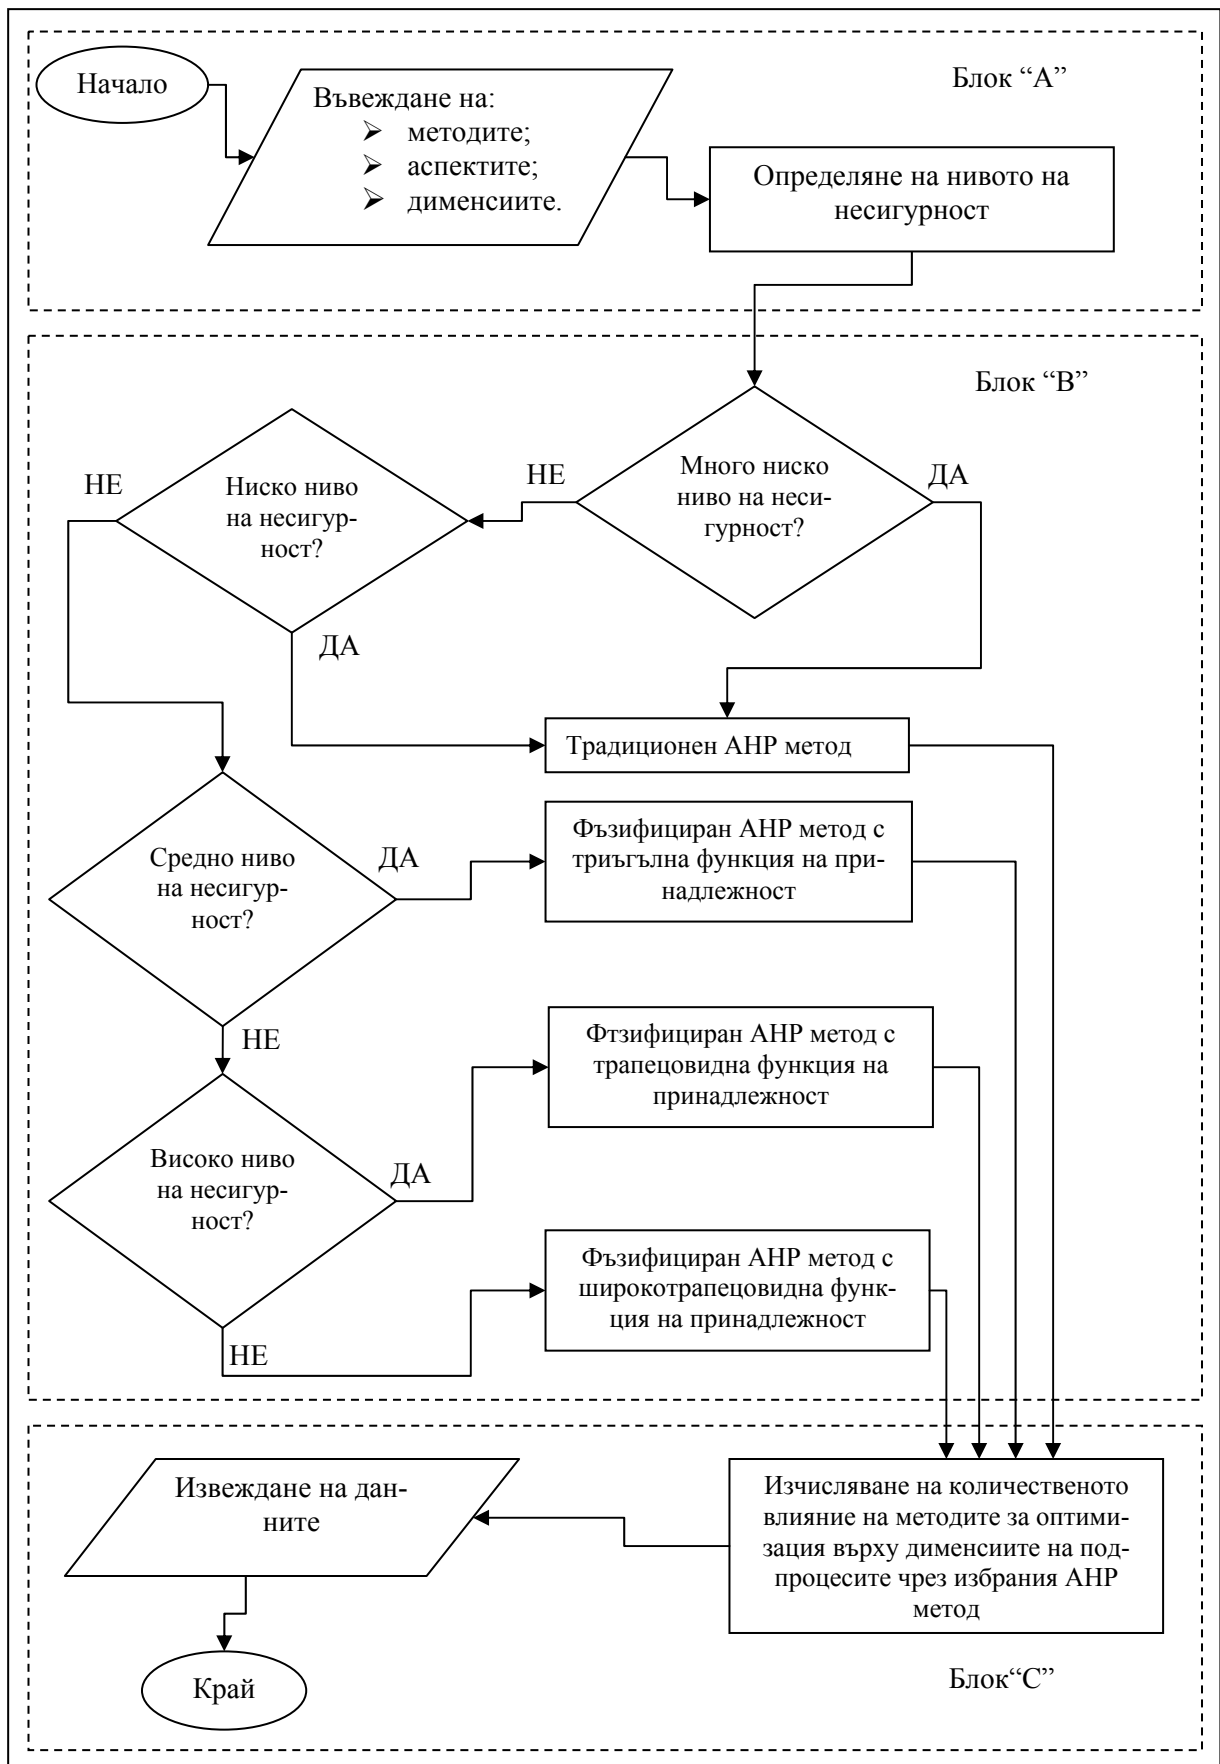 Начало
Блок “А”
Въвеждане на:
➢ методите;
➢ аспектите;
➢ дименсиите.
Определяне на нивото на
несигурност
Блок “В”
Много ниско
ниво на неси-
гурност?
НЕ
ДА
Ниско ниво
на несигур-
ност?
НЕ
ДА
Традиционен АНР метод
Средно ниво
на несигур-
ност?
ДА
НЕ
Фъзифициран АНР метод с
триъгълна функция на при-
надлежност
Високо ниво
на несигур-
ност?
ДА
НЕ
Фтзифициран АНР метод с
трапецовидна функция на
принадлежност
Фъзифициран АНР метод с
широкотрапецовидна функ-
ция на принадлежност
Изчисляване на количественото
влияние на методите за оптими-
зация върху дименсиите на под-
процесите чрез избрания АНР
метод
Извеждане на дан-
ните
Край
Блок“С”